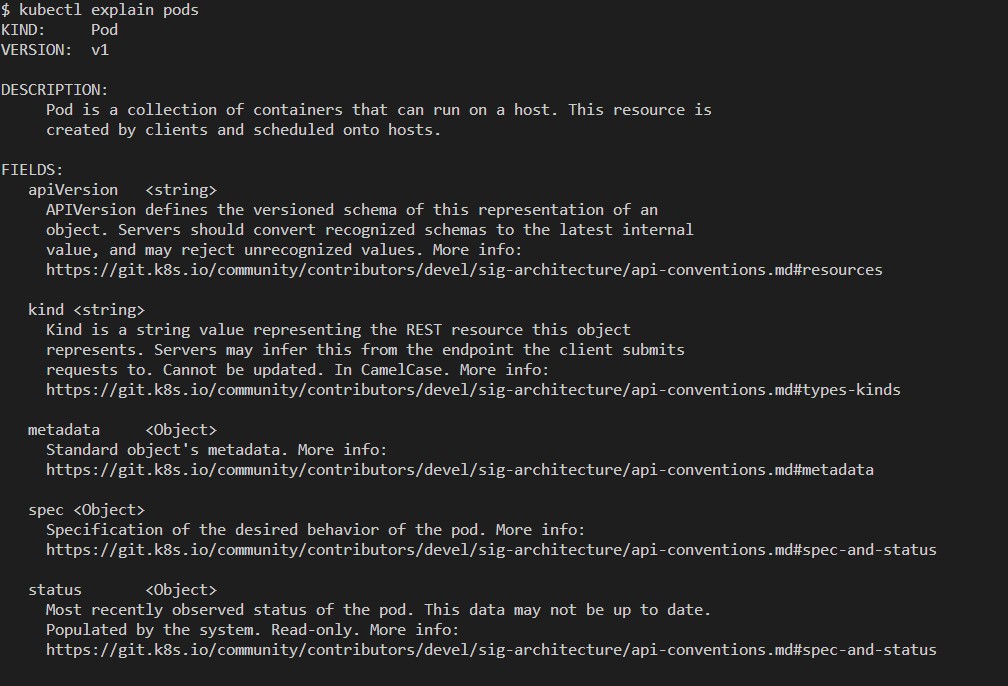 $ kubectl explain pods
KIND:     Pod
VERSION:  v1

DESCRIPTION:
     Pod is a collection of containers that can run on a host. This resource is
     created by clients and scheduled onto hosts.

FIELDS:
   apiVersion   <string>
     APIVersion defines the versioned schema of this representation of an
     object. Servers should convert recognized schemas to the latest internal
     value, and may reject unrecognized values. More info:
     https://git.k8s.io/community/contributors/devel/sig-architecture/api-conventions.md#resources

   kind <string>
     Kind is a string value representing the REST resource this object
     represents. Servers may infer this from the endpoint the client submits
     requests to. Cannot be updated. In CamelCase. More info:
     https://git.k8s.io/community/contributors/devel/sig-architecture/api-conventions.md#types-kinds

   metadata     <Object>
     Standard object's metadata. More info:
     https://git.k8s.io/community/contributors/devel/sig-architecture/api-conventions.md#metadata

   spec <Object>
     Specification of the desired behavior of the pod. More info:
     https://git.k8s.io/community/contributors/devel/sig-architecture/api-conventions.md#spec-and-status

   status       <Object>
     Most recently observed status of the pod. This data may not be up to date.
     Populated by the system. Read-only. More info:
     https://git.k8s.io/community/contributors/devel/sig-architecture/api-conventions.md#spec-and-status